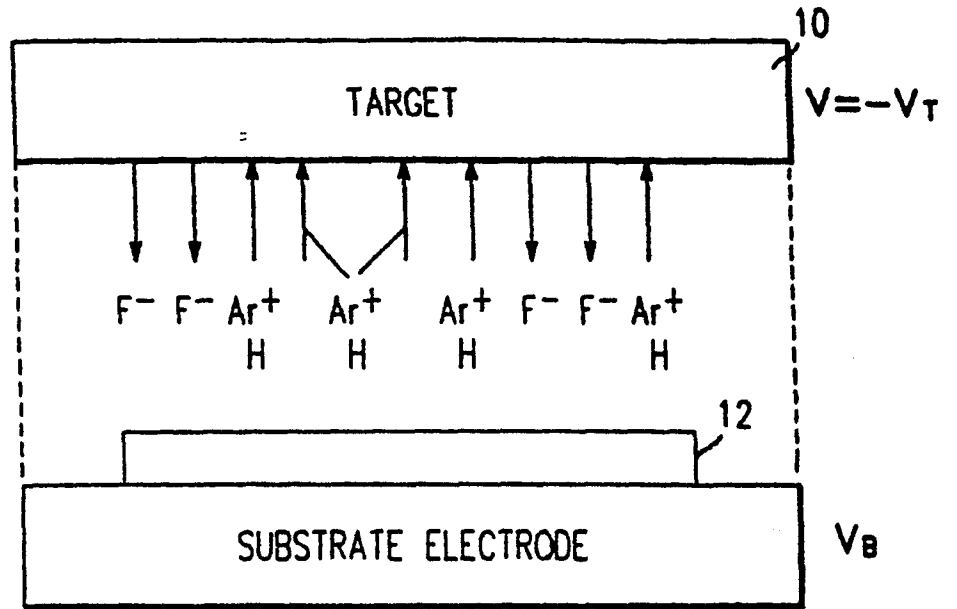 10
TARGET V=-VT
F- F- Ar+ Ar+ Ar+ F- F- Ar+
H H H H
12
SUBSTRATE ELECTRODE VB